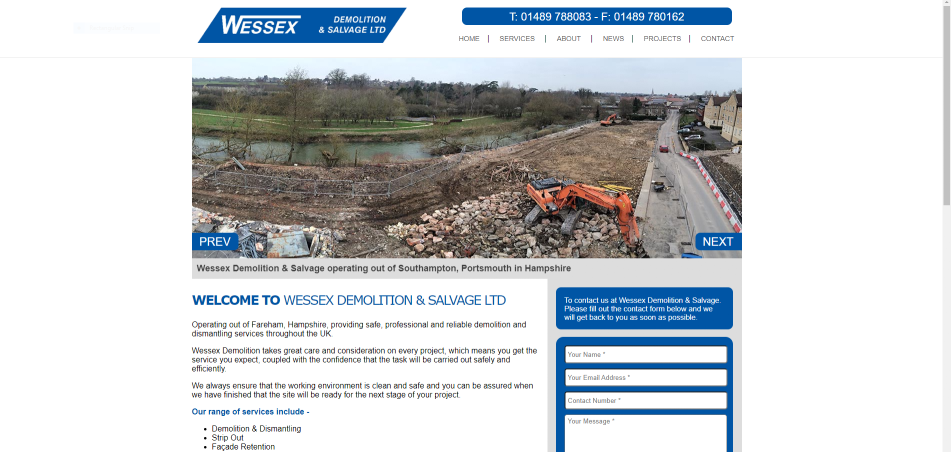 WESSEX
DEMOLITION
& SALVAGE LTD
T: 01489 788083 - F: 01489 780162
HOME | SERVICES | ABOUT | NEWS | PROJECTS | CONTACT
PREV
NEXT
Wessex Demolition & Salvage operating out of Southampton, Portsmouth in Hampshire
WELCOME TO WESSEX DEMOLITION & SALVAGE LTD
Operating out of Fareham, Hampshire, providing safe, professional and reliable demolition and
dismantling services throughout the UK.
Wessex Demolition takes great care and consideration on every project, which means you get the
service you expect, coupled with the confidence that the task will be carried out safely and
efficiently.
We always ensure that the working environment is clean and safe and you can be assured when
we have finished that the site will be ready for the next stage of your project.
Our range of services include -
• Demolition & Dismantling
• Strip Out
• Façade Retention
To contact us at Wessex Demolition & Salvage.
Please fill out the contact form below and we
will get back to you as soon as possible.
Your Name *
Your Email Address *
Contact Number *
Your Message *